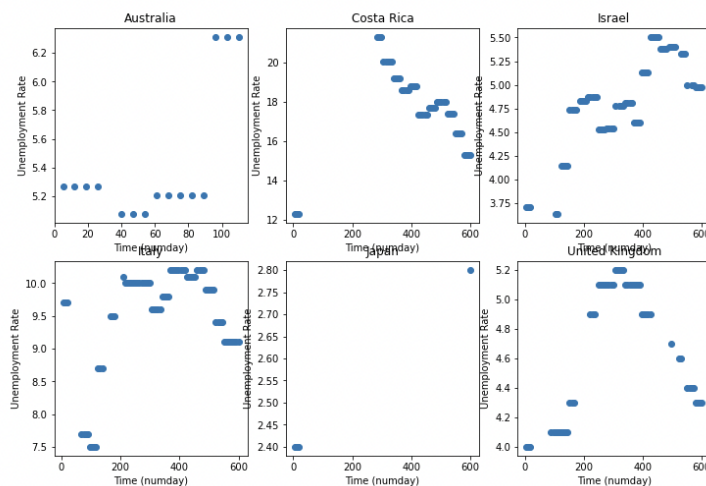 Australia
Unemployment Rate
6.2
6.0
5.8
5.6
5.4
5.2
0 20 40 60 80 100
Time (numday)
Costa Rica
Unemployment Rate
20
18
16
14
12
0 200 400 600
Time (numday)
Israel
Unemployment Rate
5.50
5.25
5.00
4.75
4.50
4.25
4.00
3.75
0 200 400 600
Time (numday)
Italy
Unemployment Rate
10.0
9.5
9.0
8.5
8.0
7.5
0 200 400 600
Time (numday)
Japan
Unemployment Rate
2.80
2.75
2.70
2.65
2.60
2.55
2.50
2.45
2.40
0 200 400 600
Time (numday)
United Kingdom
Unemployment Rate
5.2
5.0
4.8
4.6
4.4
4.2
4.0
0 200 400 600
Time (numday)